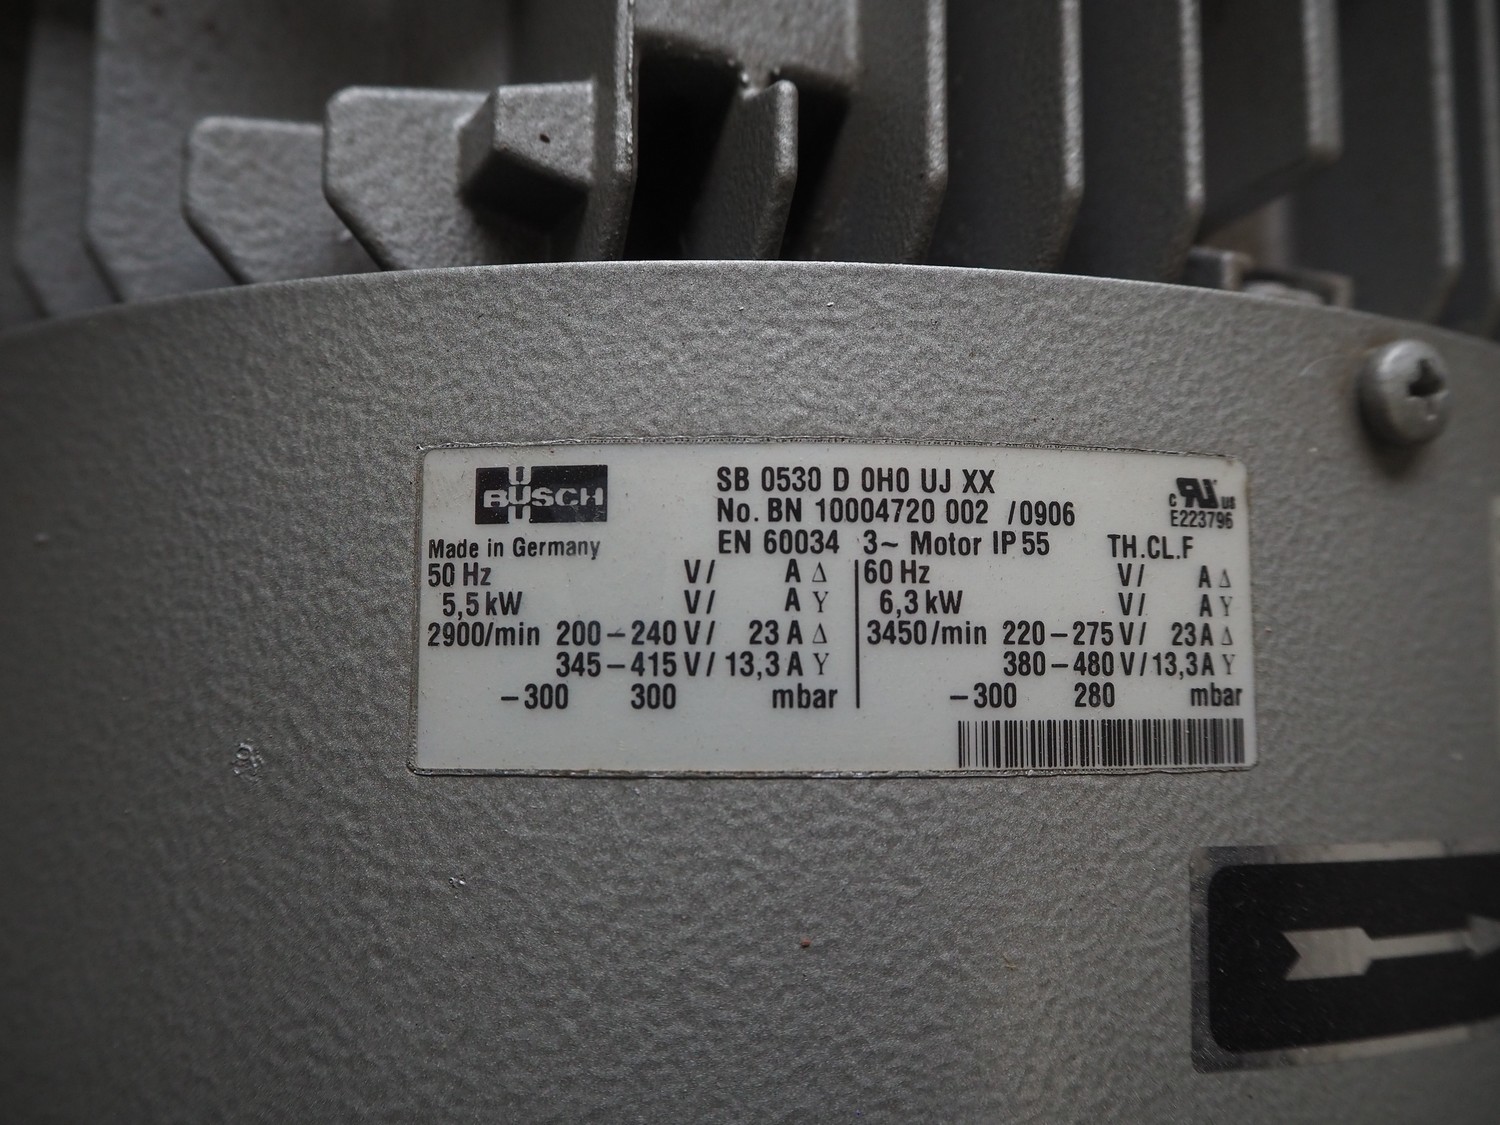 BUSCH
SB 0530 D 0H0 UJ XX
No. BN 10004720 002 /0906
c RU US
E223796
Made in Germany
EN 60034 3~ Motor IP 55 TH.CL.F
50 Hz V/ A Δ 60 Hz V/ A Δ
5,5 kW V/ A Y 6,3 kW V/ A Y
2900/min 200–240 V/ 23 A Δ 3450/min 220–275 V/ 23 A Δ
345–415 V/ 13,3 A Y 380–480 V/ 13,3 A Y
–300 300 mbar –300 280 mbar